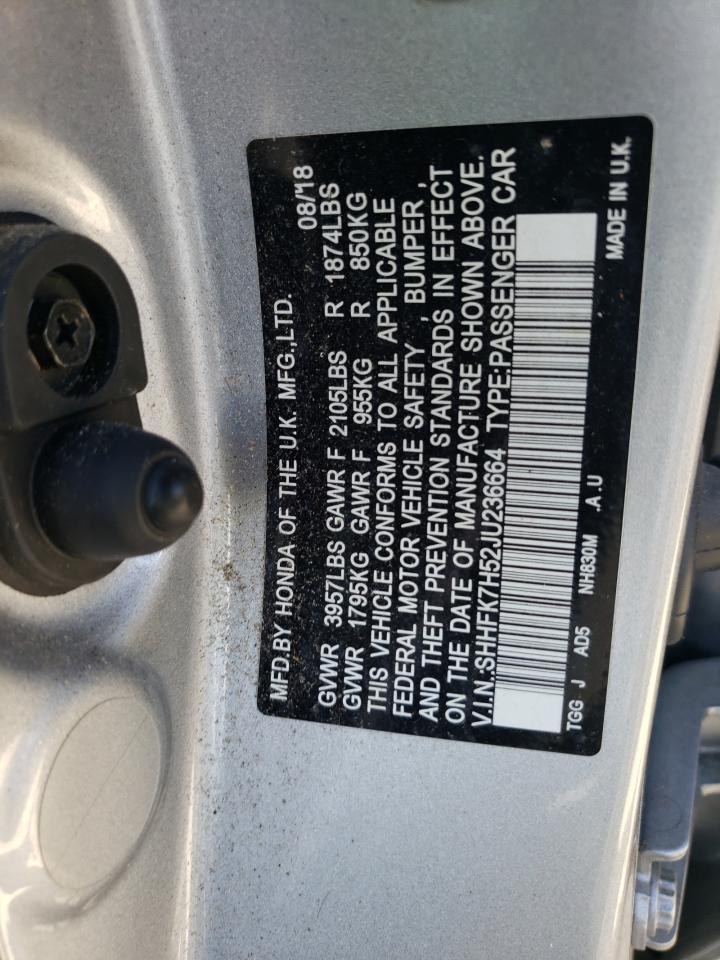 MFD.BY HONDA OF THE U.K. MFG.,LTD. 08/18
GVWR 3957LBS GAWR F 2105LBS R 1874LBS
GVWR 1795KG GAWR F 955KG R 850KG
THIS VEHICLE CONFORMS TO ALL APPLICABLE
FEDERAL MOTOR VEHICLE SAFETY , BUMPER ,
AND THEFT PREVENTION STANDARDS IN EFFECT
ON THE DATE OF MANUFACTURE SHOWN ABOVE.
V.I.N.:SHHFK7H52JU236664 TYPE:PASSENGER CAR
TGG J AD5 NH830M .A.U MADE IN U.K.